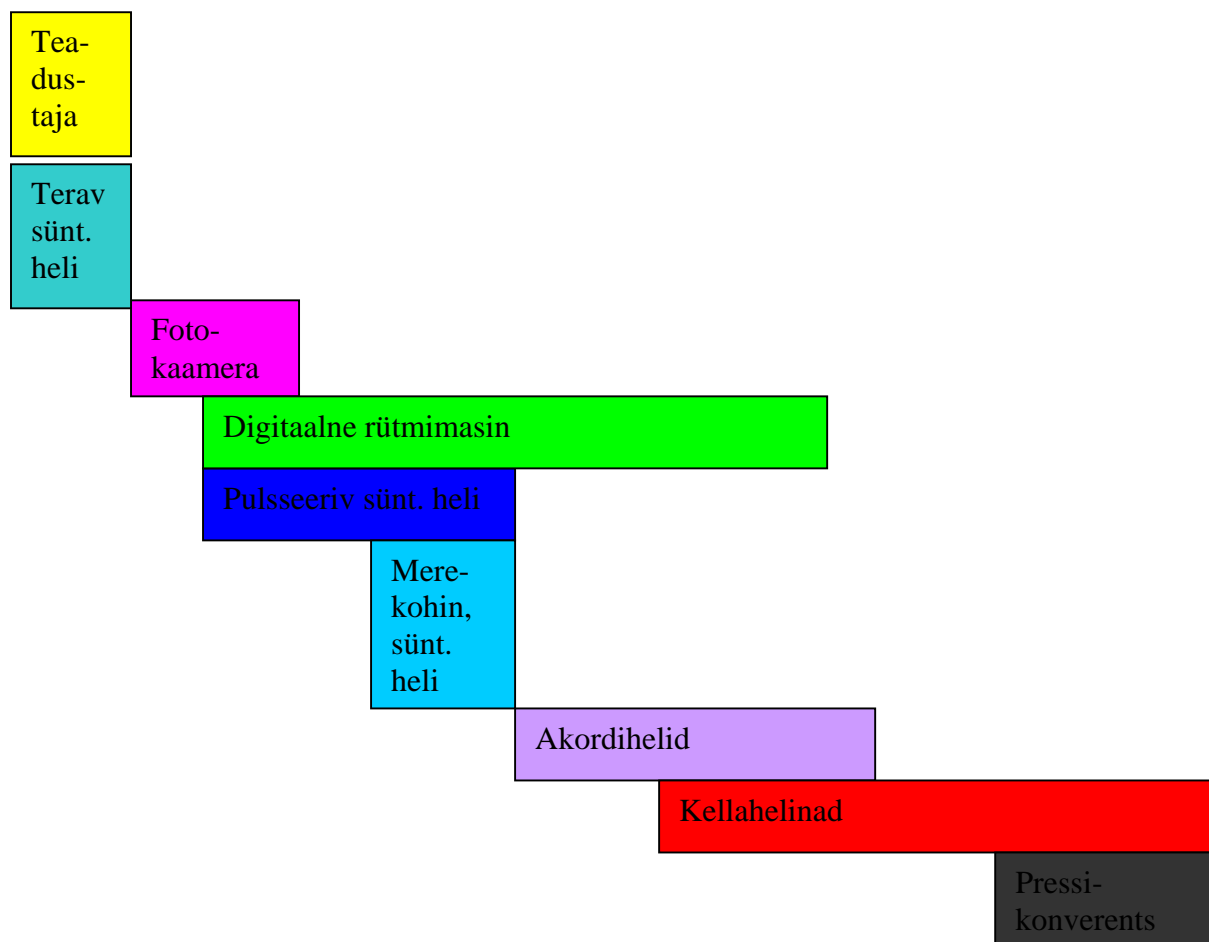 Tea-
dus-
taja
Terav
sünt.
heli
Foto-
kaamera
Digitaalne rütmimasin
Pulsseeriv sünt. heli
Mere-
kohin,
sünt.
heli
Akordihelid
Kellahelinad
Pressi-
konverents